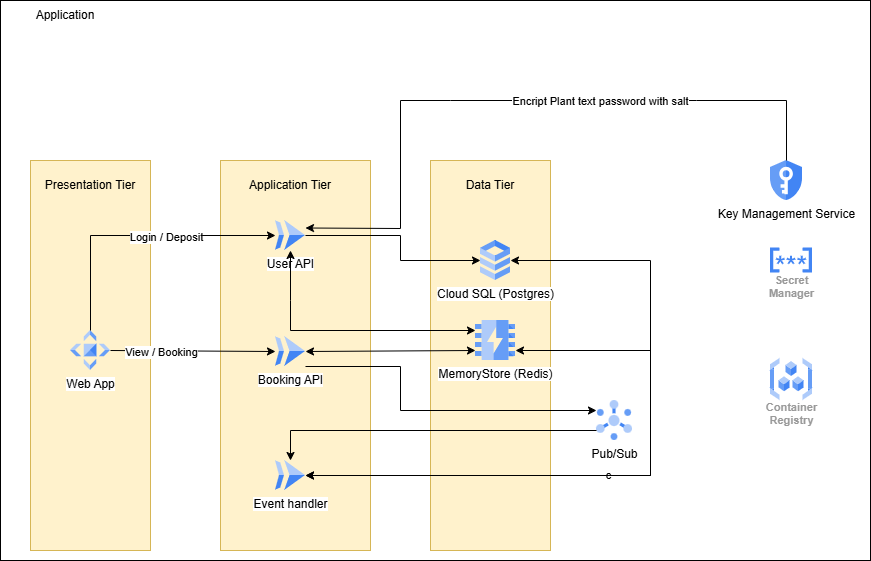 Application
Encript Plant text password with salt
Presentation Tier
Application Tier
Data Tier
Key Management Service
Login / Deposit
User API
Cloud SQL (Postgres)
Secret
Manager
View / Booking
Web App
Booking API
MemoryStore (Redis)
Container
Registry
Pub/Sub
c
Event handler